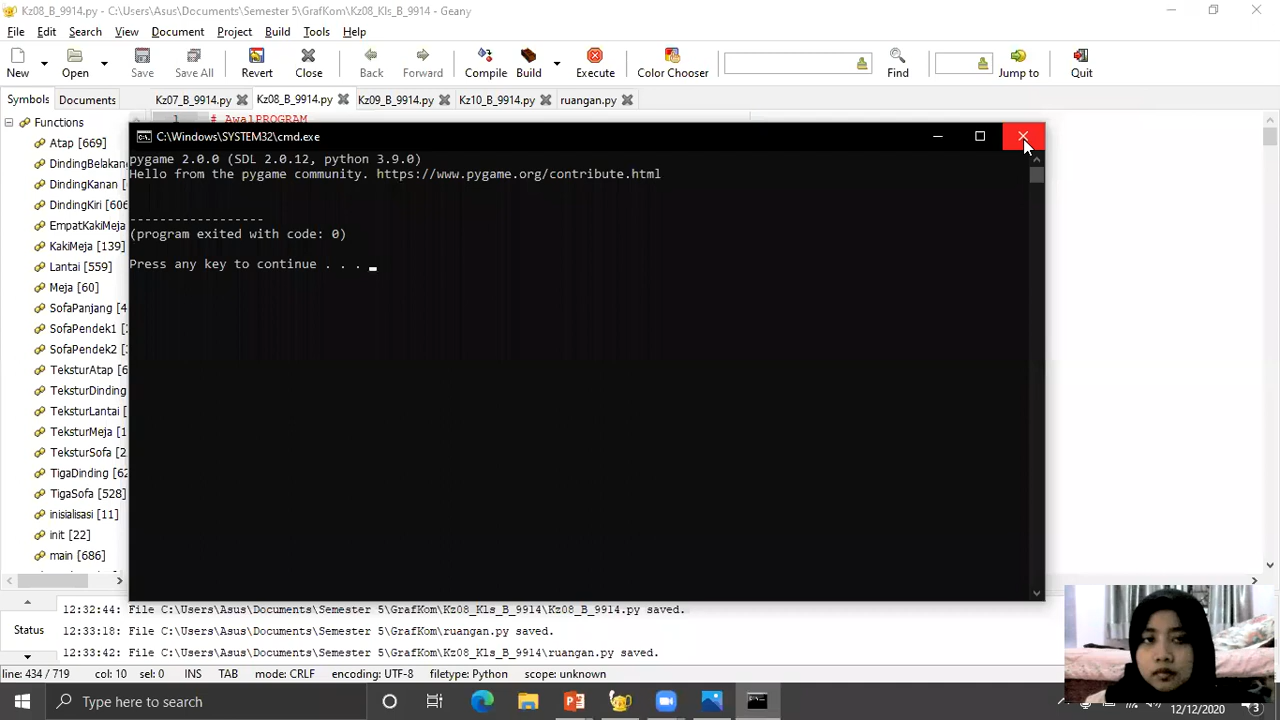 Kz08_B_9914.py - C:\Users\Asus\Documents\Semester 5\GrafKom\Kz08_Kls_B_9914 - Geany
File Edit Search View Document Project Build Tools Help
New Open Save Save All Revert Close Back Forward Compile Build Execute Color Chooser Find Jump to Quit
Symbols Documents Kz07_B_9914.py Kz08_B_9914.py Kz09_B_9914.py Kz10_B_9914.py ruangan.py
Functions
1 # AwalPROGRAM
Atap [669]
DindingBelakan
DindingKanan [
DindingKiri [606
EmpatKakiMeja
KakiMeja [139]
Lantai [559]
Meja [60]
SofaPanjang [4
SofaPendek1 [
SofaPendek2 [
TeksturAtap [6
TeksturDinding
TeksturLantai [
TeksturMeja [1
TeksturSofa [2
TigaDinding [62
TigaSofa [528]
inisialisasi [11]
init [22]
main [686]
C:\Windows\SYSTEM32\cmd.exe
pygame 2.0.0 (SDL 2.0.12, python 3.9.0)
Hello from the pygame community. https://www.pygame.org/contribute.html
------------------
(program exited with code: 0)
Press any key to continue . . .
Status
12:32:44: File C:\Users\Asus\Documents\Semester 5\GrafKom\Kz08_Kls_B_9914\Kz08_B_9914.py saved.
12:33:18: File C:\Users\Asus\Documents\Semester 5\GrafKom\ruangan.py saved.
12:33:42: File C:\Users\Asus\Documents\Semester 5\GrafKom\Kz08_Kls_B_9914\ruangan.py saved.
line: 434 / 719 col: 10 sel: 0 INS TAB mode: CRLF encoding: UTF-8 filetype: Python scope: unknown
Type here to search
12/12/2020
3